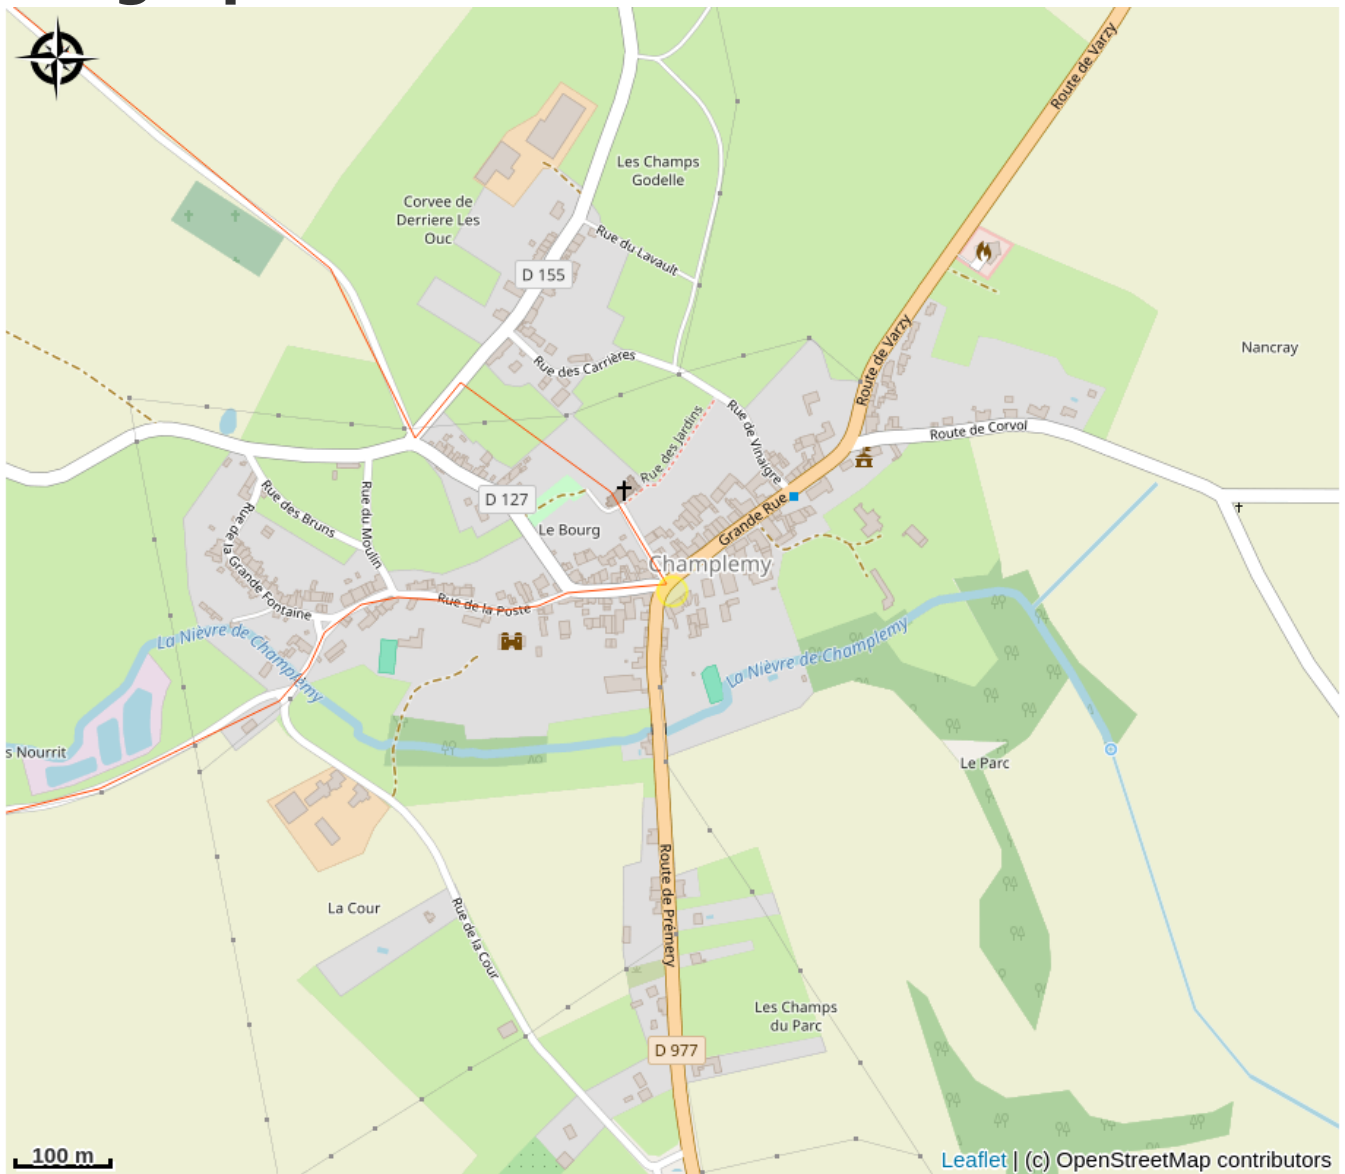 Route de Varzy
Les Champs
Godelle
Corvee de
Derriere Les
Ouc
Rue du Lavault
D 155
Route de Varzy
Nancray
Rue des Carrières
Rue des Jardins
Rue de Vinaigre
Route de Corvol
Rue des Bruns
Rue du Moulin
D 127
Rue de la Grande Fontaine
Le Bourg
Grande Rue
Champlemy
Rue de la Poste
La Nièvre de Champlemy
La Nièvre de Champlemy
s Nourrit
Le Parc
Route de Prémery
La Cour
Rue de la Cour
Les Champs
du Parc
D 977
100 m
Leaflet | (c) OpenStreetMap contributors